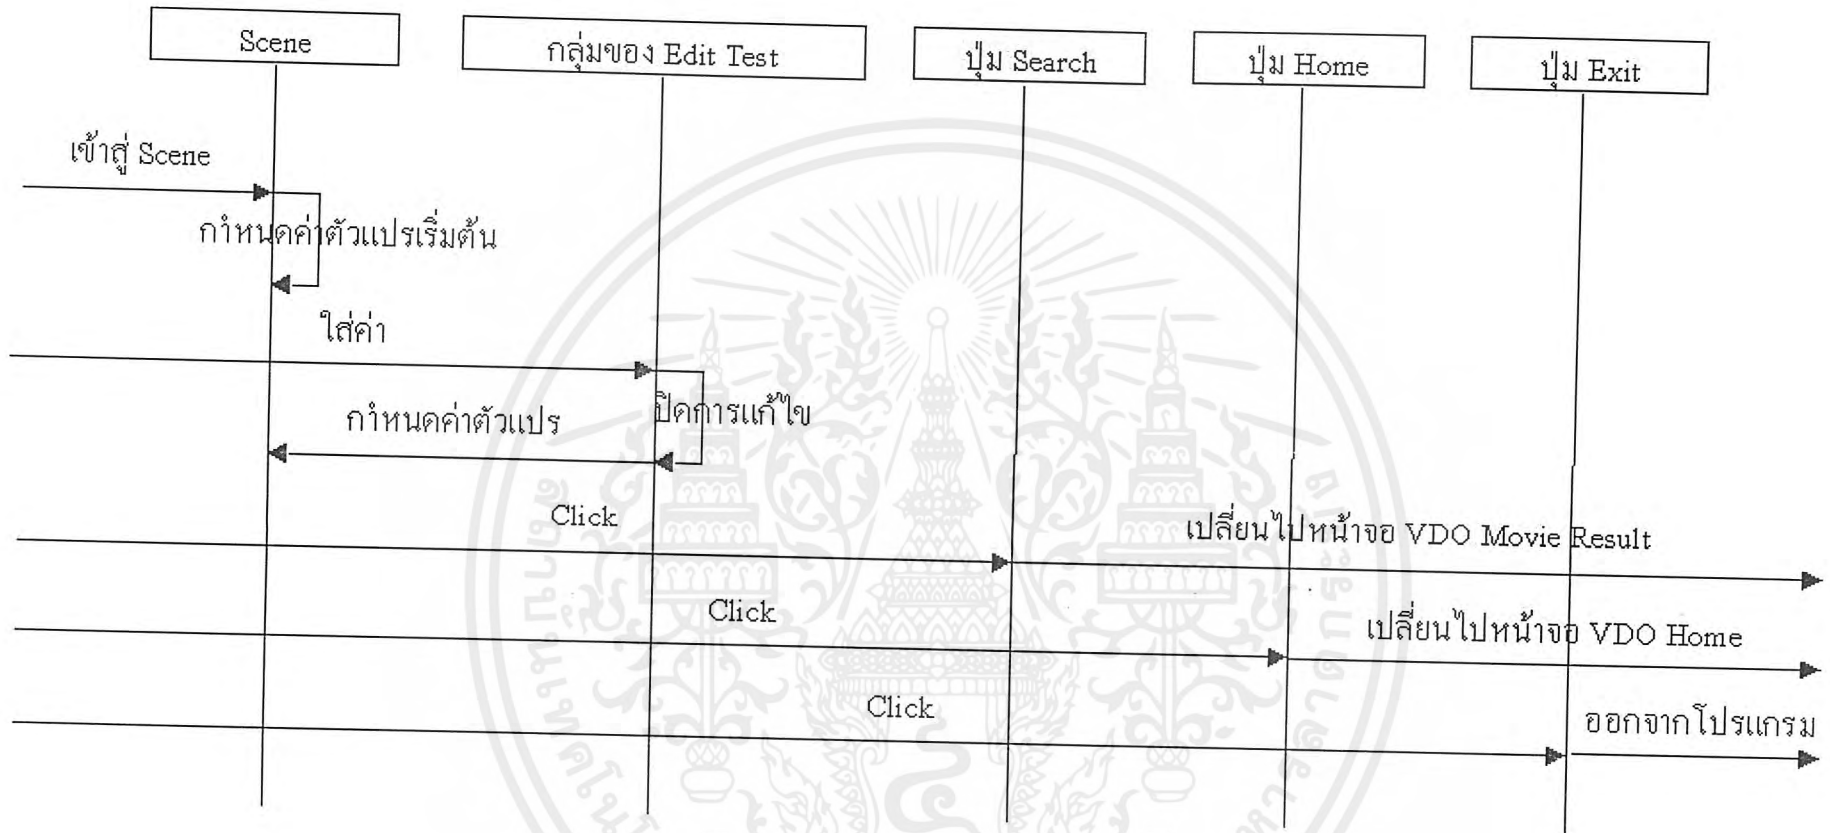 Scene
กลุ่มของ Edit Test
ปุ่ม Search
ปุ่ม Home
ปุ่ม Exit
เข้าสู่ Scene
กำหนดค่าตัวแปรเริ่มต้น
ใส่ค่า
กำหนดค่าตัวแปร
ปิดการแก้ไข
Click
เปลี่ยนไปหน้าจอ VDO Movie Result
Click
เปลี่ยนไปหน้าจอ VDO Home
Click
ออกจากโปรแกรม